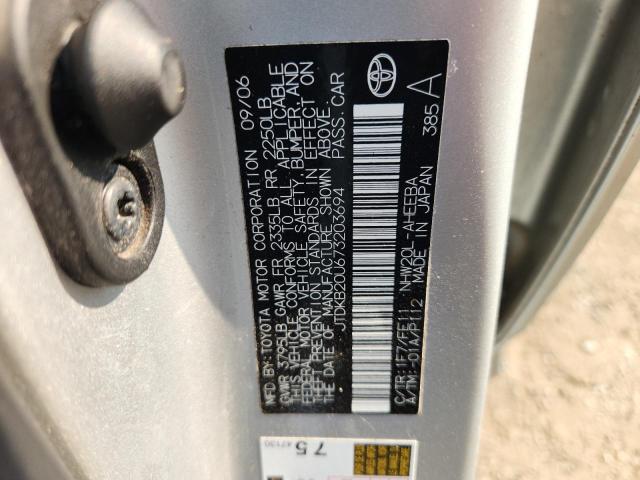 MFD.BY:TOYOTA MOTOR CORPORATION 09/06
GVWR 3795LB GAWR FR 2335LB RR 2250LB
THIS VEHICLE CONFORMS TO ALL APPLICABLE
FEDERAL MOTOR VEHICLE SAFETY, BUMPER, AND
THEFT PREVENTION STANDARDS IN EFFECT ON
THE DATE OF MANUFACTURE SHOWN ABOVE.
JTDKB20U673203694 PASS.CAR
C/TR:1F7/FE11 NHW20L-AHEEBA 385 A
A/TM:-01A/P112 MADE IN JAPAN
75
47130